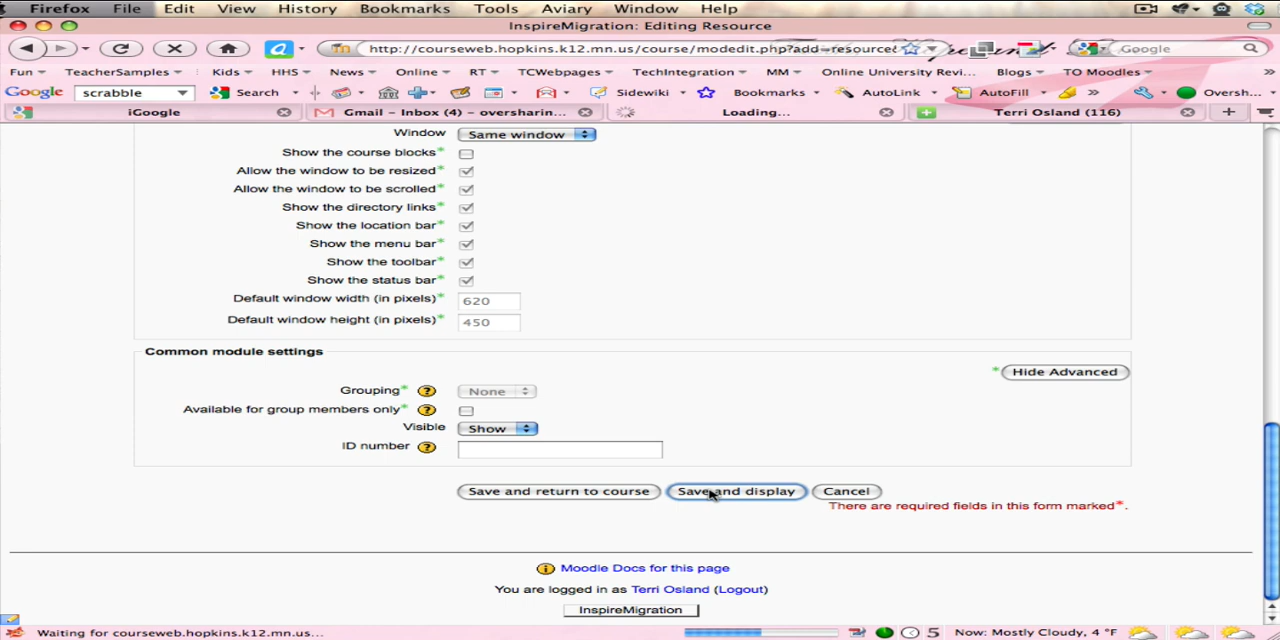 Firefox File Edit View History Bookmarks Tools Aviary Window Help
InspireMigration: Editing Resource
http://courseweb.hopkins.k12.mn.us/course/modedit.php?add=resource& Google
Fun TeacherSamples Kids HHS News Online RT TCWebpages TechIntegration MM Online University Revi... Blogs TO Moodles »
Google scrabble Search Sidewiki Bookmarks AutoLink AutoFill » Oversh...
iGoogle Gmail - Inbox (4) - oversharin... Loading... Terri Osland (116)
Window Same window
Show the course blocks*
Allow the window to be resized*
Allow the window to be scrolled*
Show the directory links*
Show the location bar*
Show the menu bar*
Show the toolbar*
Show the status bar*
Default window width (in pixels)* 620
Default window height (in pixels)* 450
Common module settings
* Hide Advanced
Grouping* ? None
Available for group members only* ?
Visible Show
ID number ?
Save and return to course Save and display Cancel
There are required fields in this form marked*.
i Moodle Docs for this page
You are logged in as Terri Osland (Logout)
InspireMigration
Waiting for courseweb.hopkins.k12.mn.us... 5 Now: Mostly Cloudy, 4 °F